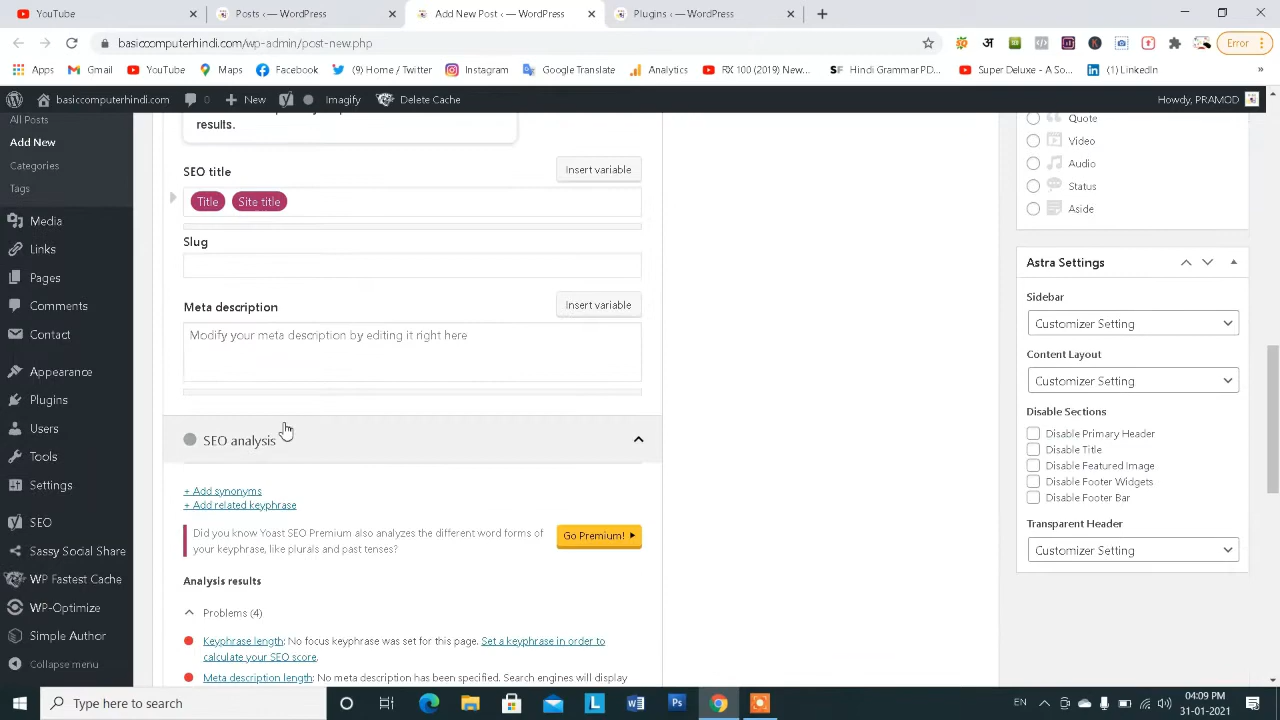 YouTube
Posts ‹ — WordPress
Add New Post ‹ — WordPress
Plugins ‹ — WordPress
basiccomputerhindi.com/wp-admin/post-new.php
अ
Error
Apps
Gmail
YouTube
Maps
Facebook
(9) Home / Twitter
Instagram
Google Translate
Analytics
RX 100 (2019) New...
SF
Hindi Grammar PD...
Super Deluxe - A So...
(1) LinkedIn
»
basiccomputerhindi.com
0
New
Imagify
Delete Cache
Howdy, PRAMOD
All Posts
Add New
Categories
Tags
Media
Links
Pages
Comments
Contact
Appearance
Plugins
Users
Tools
Settings
SEO
Sassy Social Share
WP Fastest Cache
WP-Optimize
Simple Author
Collapse menu
results.
SEO title
Insert variable
Title
Site title
Slug
Meta description
Insert variable
Modify your meta description by editing it right here
SEO analysis
+ Add synonyms
+ Add related keyphrase
Did you know Yoast SEO Premium also analyzes the different word forms of
your keyphrase, like plurals and past tenses?
Go Premium!
Analysis results
Problems (4)
Keyphrase length: No focus keyphrase was set for this page. Set a keyphrase in order to
calculate your SEO score.
Meta description length: No meta description has been specified. Search engines will display
Quote
Video
Audio
Status
Aside
Astra Settings
Sidebar
Customizer Setting
Content Layout
Customizer Setting
Disable Sections
Disable Primary Header
Disable Title
Disable Featured Image
Disable Footer Widgets
Disable Footer Bar
Transparent Header
Customizer Setting
Type here to search
L
W
Ps
EN
04:09 PM
31-01-2021